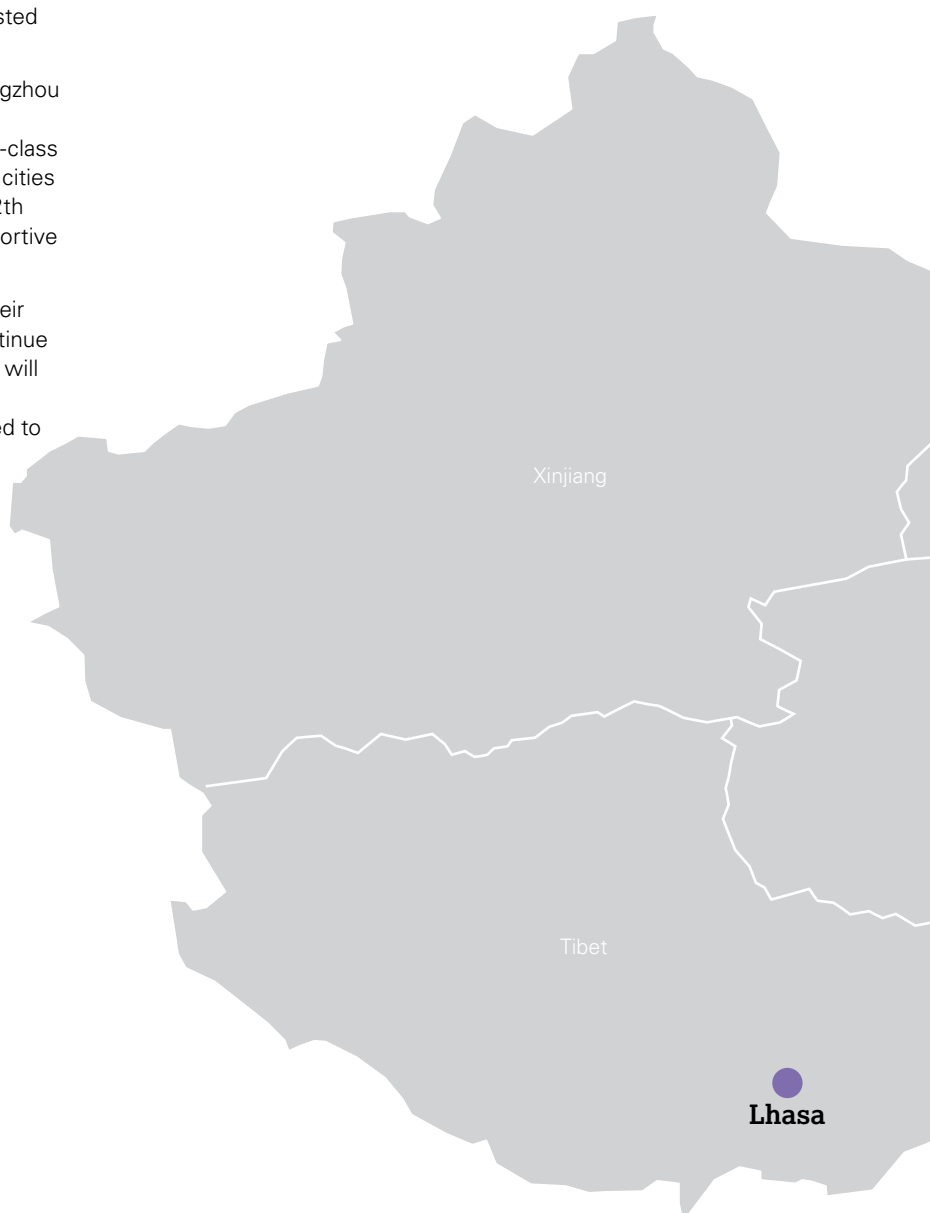 sted
gzhou
-class
cities
2th
ortive
eir
tinue
will
ed to
Xinjiang
Tibet
Lhasa